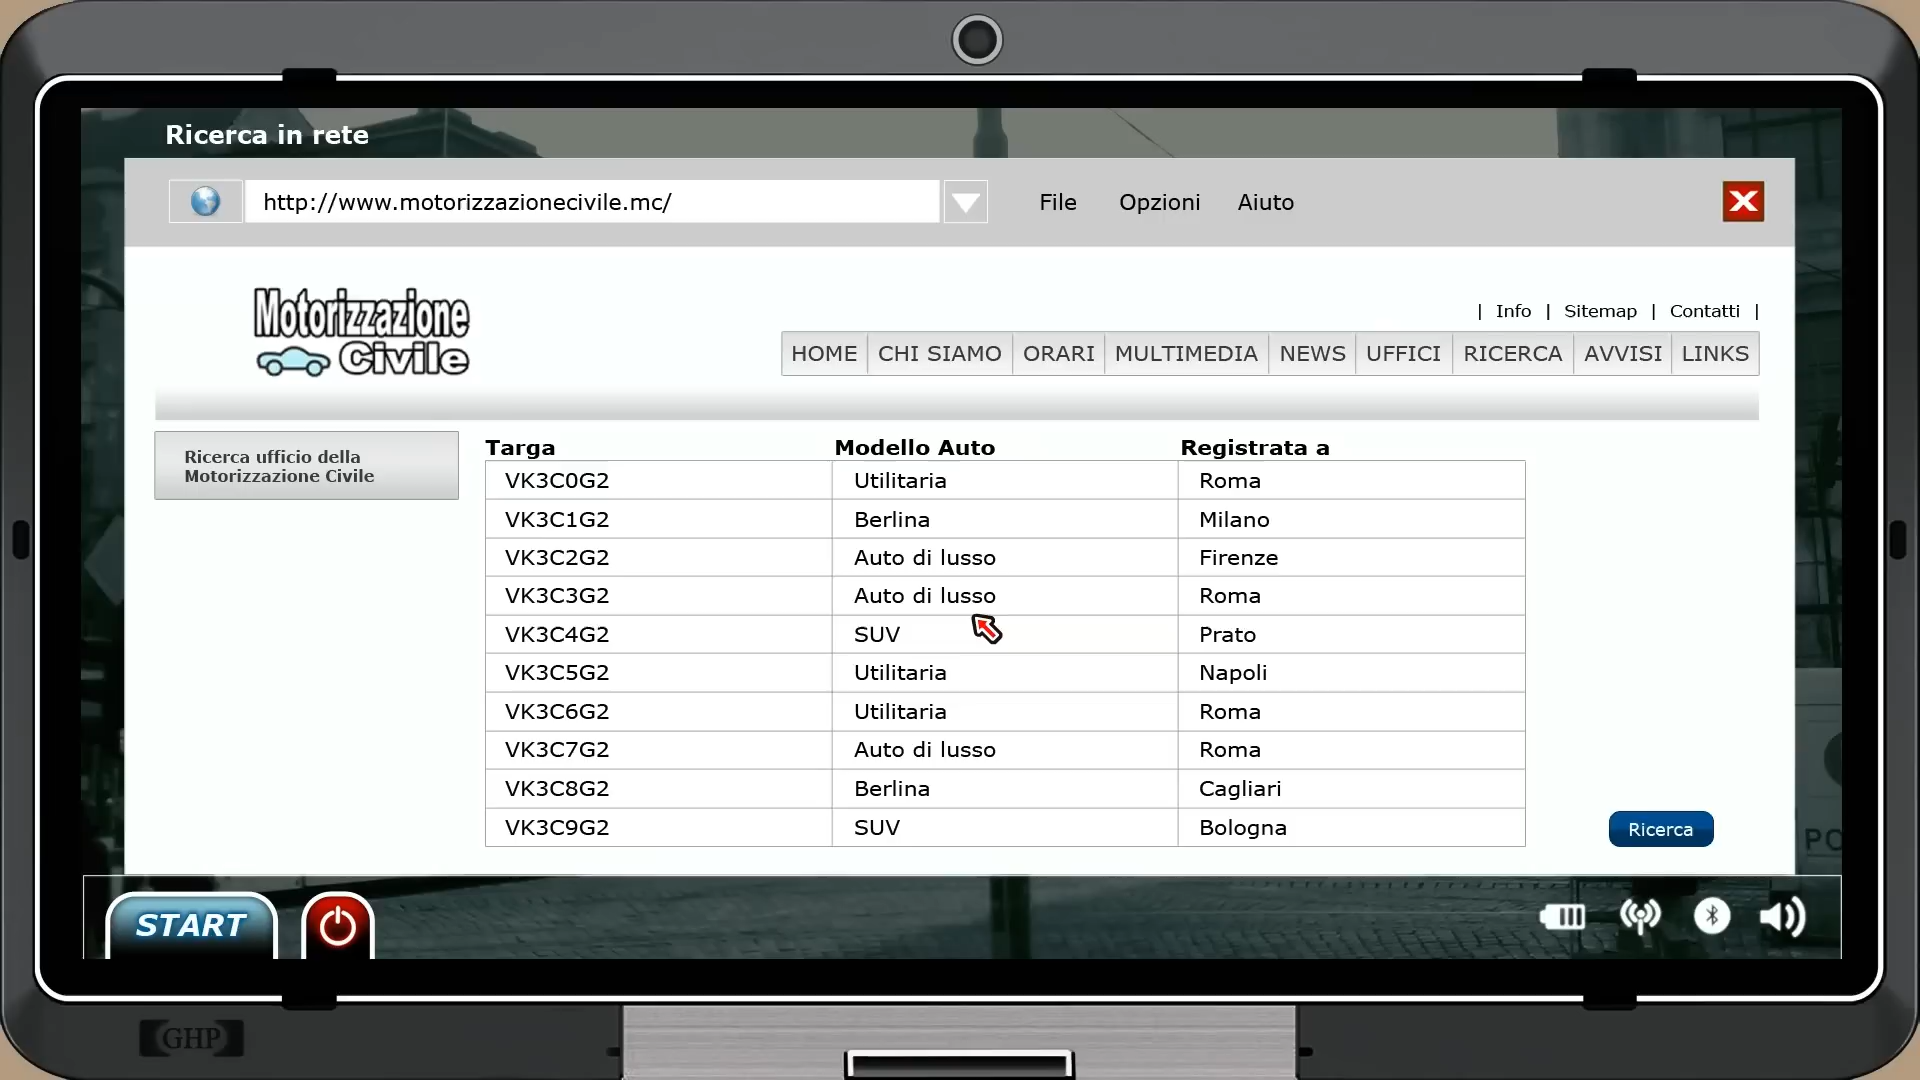 Ricerca in rete
http://www.motorizzazionecivile.mc/ File Opzioni Aiuto
Motorizzazione
Civile
| Info | Sitemap | Contatti |
HOME CHI SIAMO ORARI MULTIMEDIA NEWS UFFICI RICERCA AVVISI LINKS
Ricerca ufficio della
Motorizzazione Civile
Targa Modello Auto Registrata a
VK3C0G2 Utilitaria Roma
VK3C1G2 Berlina Milano
VK3C2G2 Auto di lusso Firenze
VK3C3G2 Auto di lusso Roma
VK3C4G2 SUV Prato
VK3C5G2 Utilitaria Napoli
VK3C6G2 Utilitaria Roma
VK3C7G2 Auto di lusso Roma
VK3C8G2 Berlina Cagliari
VK3C9G2 SUV Bologna
Ricerca
PO
START
GHP